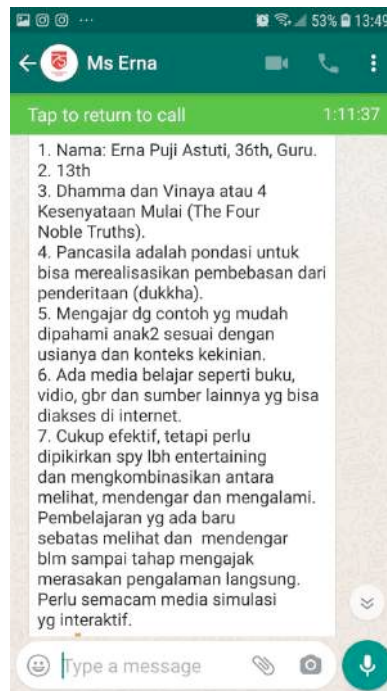 53% 13:49
Ms Erna
Tap to return to call 1:11:37
1. Nama: Erna Puji Astuti, 36th, Guru.
2. 13th
3. Dhamma dan Vinaya atau 4
Kesenyataan Mulai (The Four
Noble Truths).
4. Pancasila adalah pondasi untuk
bisa merealisasikan pembebasan dari
penderitaan (dukkha).
5. Mengajar dg contoh yg mudah
dipahami anak2 sesuai dengan
usianya dan konteks kekinian.
6. Ada media belajar seperti buku,
vidio, gbr dan sumber lainnya yg bisa
diakses di internet.
7. Cukup efektif, tetapi perlu
dipikirkan spy lbh entertaining
dan mengkombinasikan antara
melihat, mendengar dan mengalami.
Pembelajaran yg ada baru
sebatas melihat dan mendengar
blm sampai tahap mengajak
merasakan pengalaman langsung.
Perlu semacam media simulasi
yg interaktif.
Type a message